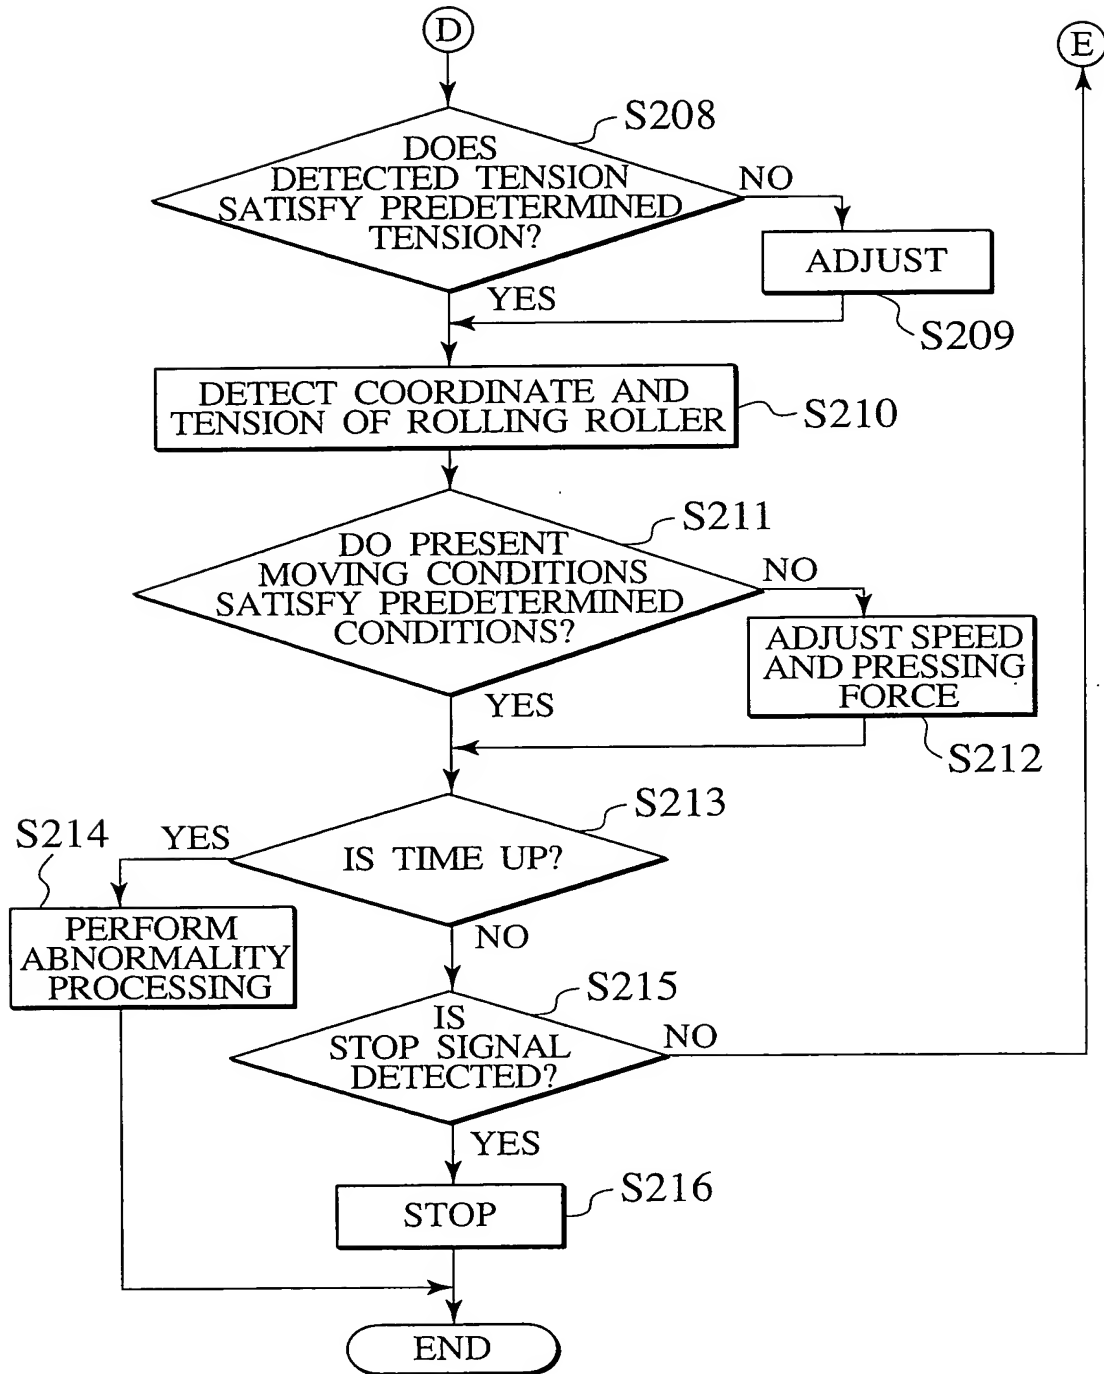 D
E
S208
DOES
DETECTED TENSION
SATISFY PREDETERMINED
TENSION?
NO
ADJUST
YES
S209
DETECT COORDINATE AND
TENSION OF ROLLING ROLLER
S210
S211
DO PRESENT
MOVING CONDITIONS
SATISFY PREDETERMINED
CONDITIONS?
NO
ADJUST SPEED
AND PRESSING
FORCE
YES
S212
S213
S214
YES
IS TIME UP?
PERFORM
ABNORMALITY
PROCESSING
NO
S215
IS
STOP SIGNAL
DETECTED?
NO
YES
S216
STOP
END